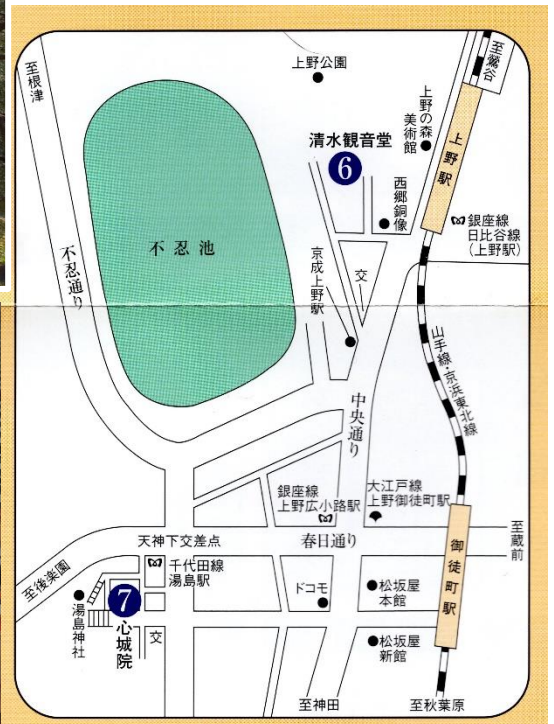 至根津
上野公園
至鶯谷
上野の森
美術館
上野駅
清水観音堂
6
西郷銅像
銀座線
日比谷線
(上野駅)
不忍池
不忍通り
京成上野駅
交
山手線・京浜東北線
中央通り
銀座線
上野広小路駅
大江戸線
上野御徒町駅
天神下交差点
春日通り
至蔵前
御徒町駅
至後楽園
千代田線
湯島駅
7
心城院
湯島神社
交
ドコモ
松坂屋
本館
松坂屋
新館
至神田
至秋葉原